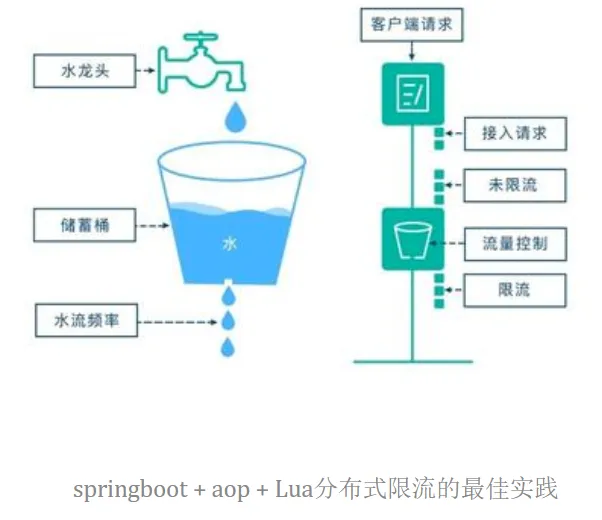 客户端请求
水龙头
接入请求
未限流
储蓄桶
水
流量控制
限流
水流频率
springboot + aop + Lua分布式限流的最佳实践